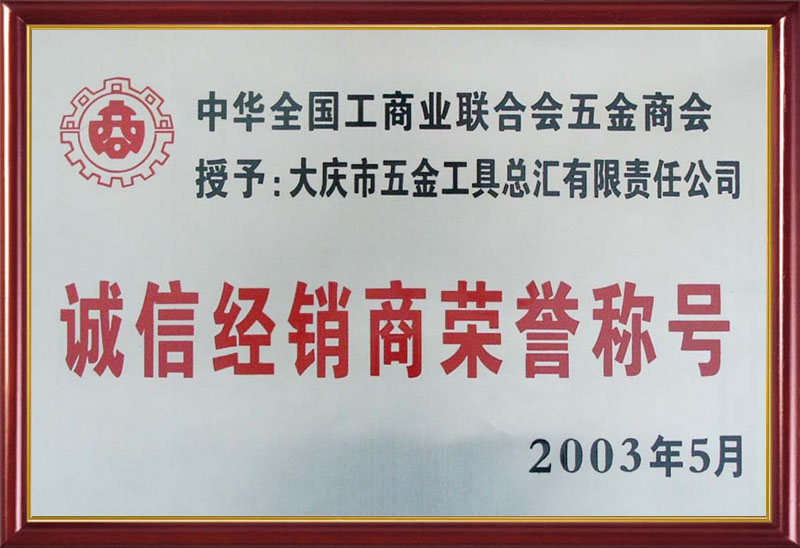 中华全国工商业联合会五金商会
授予:大庆市五金工具总汇有限责任公司
诚信经销商荣誉称号
2003年5月